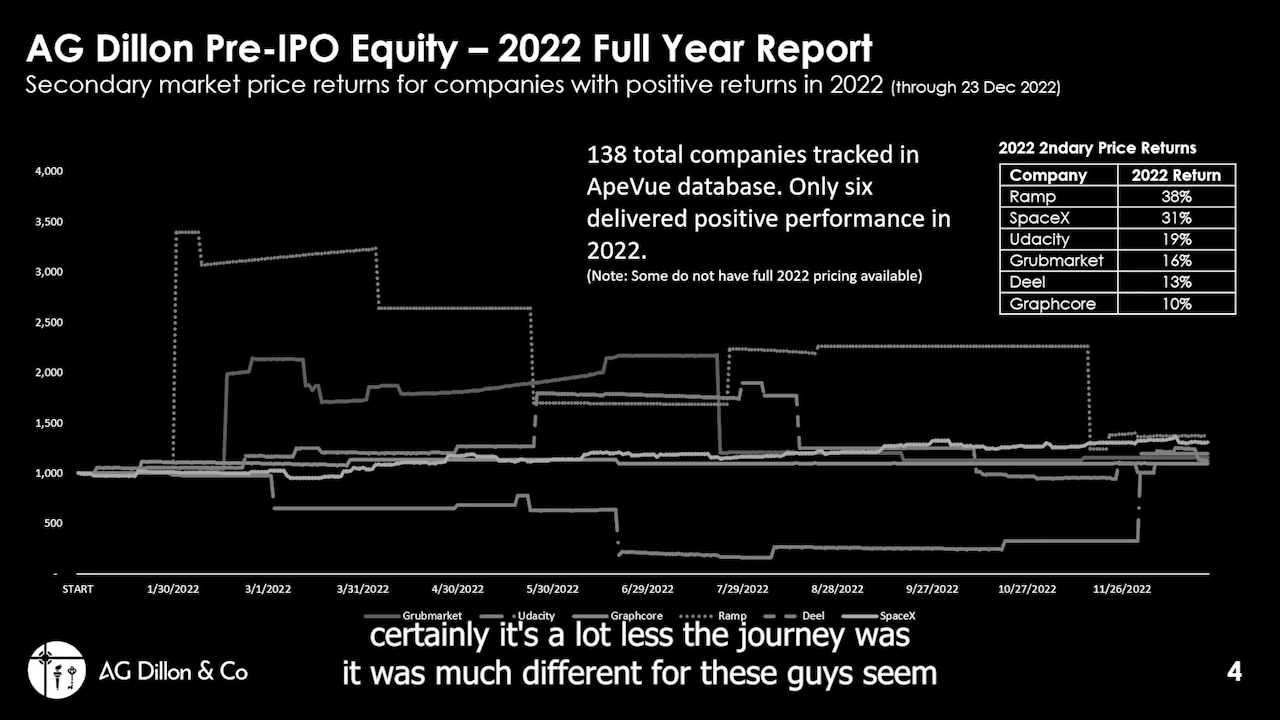 AG Dillon Pre-IPO Equity – 2022 Full Year Report
Secondary market price returns for companies with positive returns in 2022 (through 23 Dec 2022)
138 total companies tracked in
ApeVue database. Only six
delivered positive performance in
2022.
(Note: Some do not have full 2022 pricing available)
2022 2ndary Price Returns
Company 2022 Return
Ramp 38%
SpaceX 31%
Udacity 19%
Grubmarket 16%
Deel 13%
Graphcore 10%
4,000
3,500
3,000
2,500
2,000
1,500
1,000
500
-
START 1/30/2022 3/1/2022 3/31/2022 4/30/2022 5/30/2022 6/29/2022 7/29/2022 8/28/2022 9/27/2022 10/27/2022 11/26/2022
Grubmarket Udacity Graphcore Ramp Deel SpaceX
certainly it's a lot less the journey was
it was much different for these guys seem
AG Dillon & Co
4